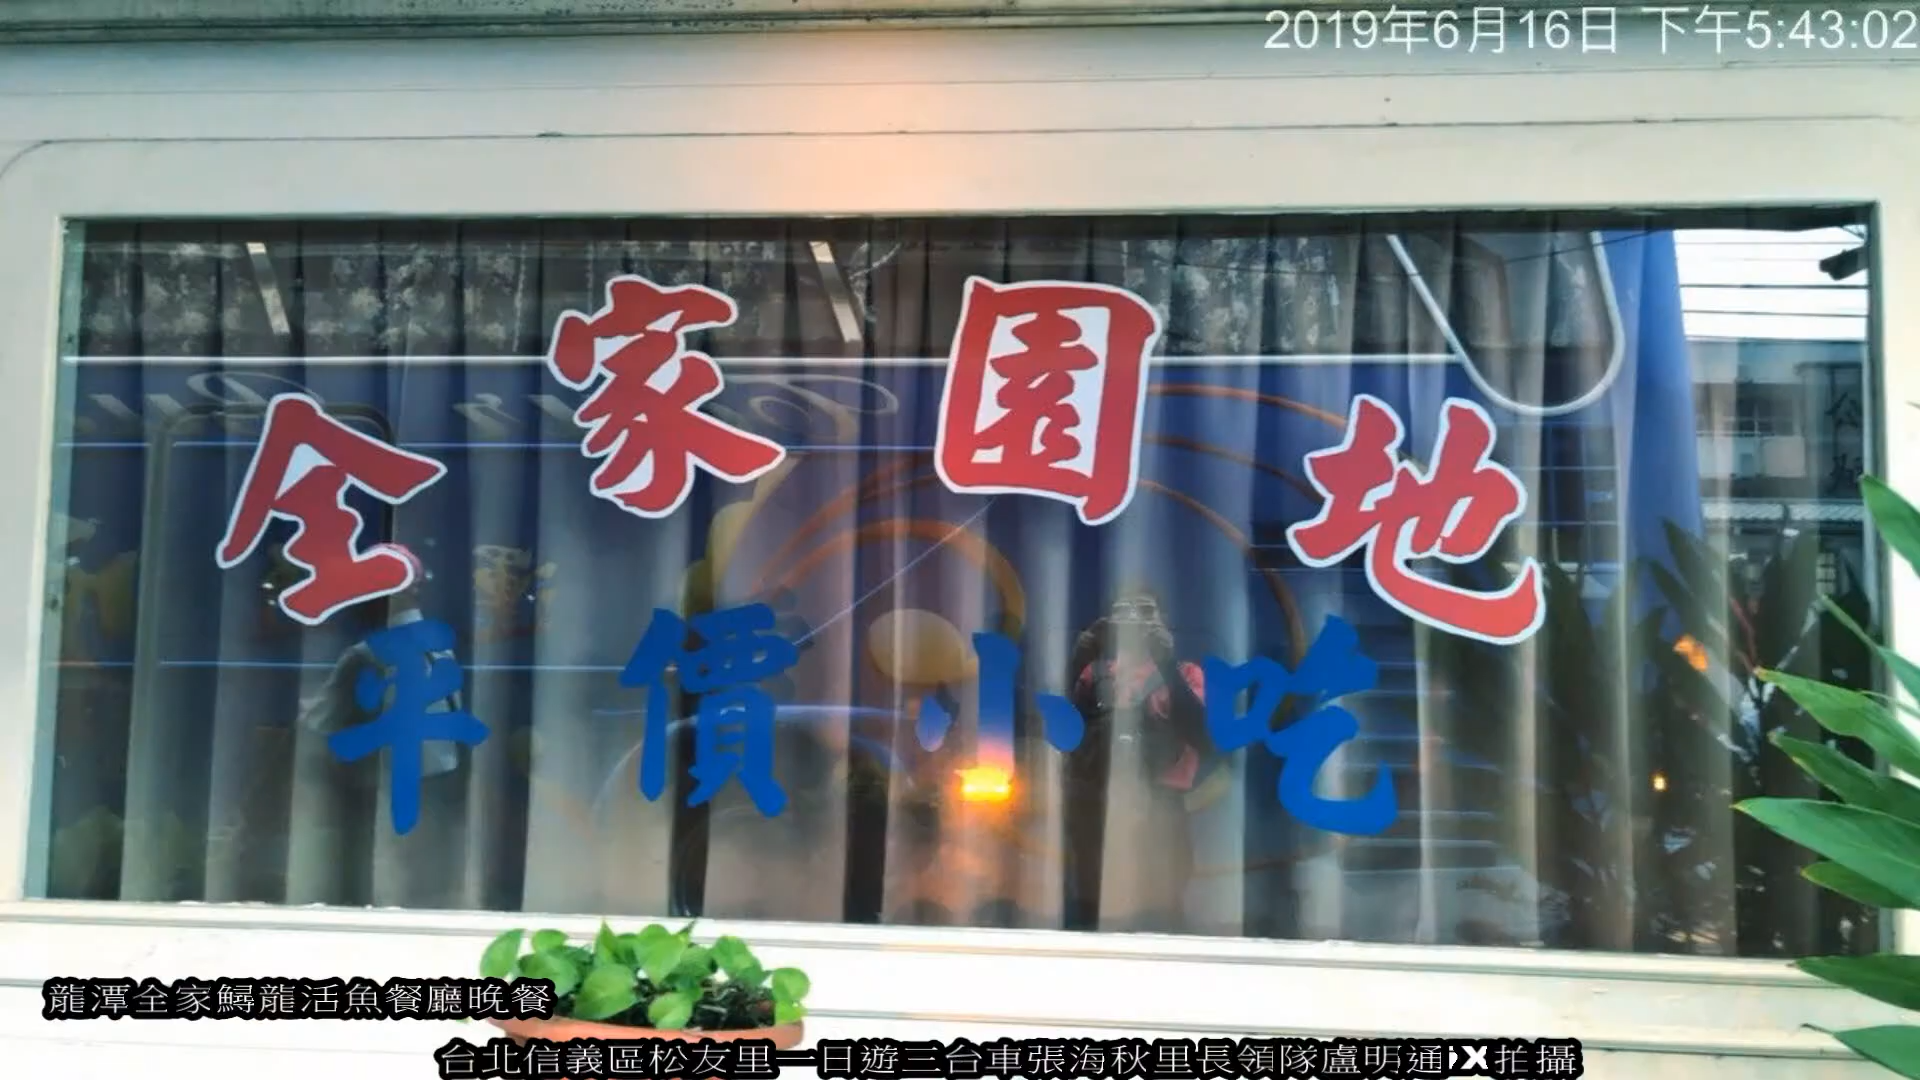 2019年6月16日 下午5:43:02
全家園地
平價小吃
龍潭全家鱘龍活魚餐廳晚餐
台北信義區松友里一日遊三台車張海秋里長領隊盧明通拍攝